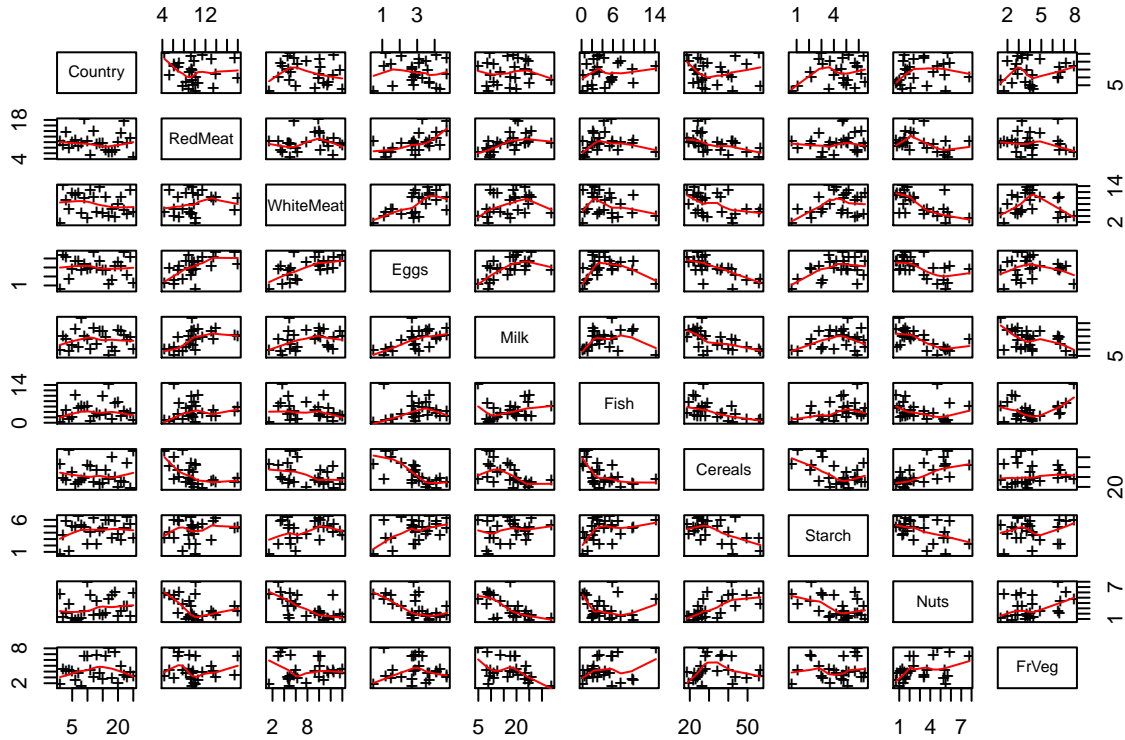 4 12 1 3 0 6 14 1 4 2 5 8
Country 5
18 4 RedMeat
WhiteMeat 14 2
1 Eggs
Milk 5
14 0 Fish
Cereals 20
6 1 Starch
Nuts 7 1
8 2 FrVeg
5 20 2 8 5 20 20 50 1 4 7